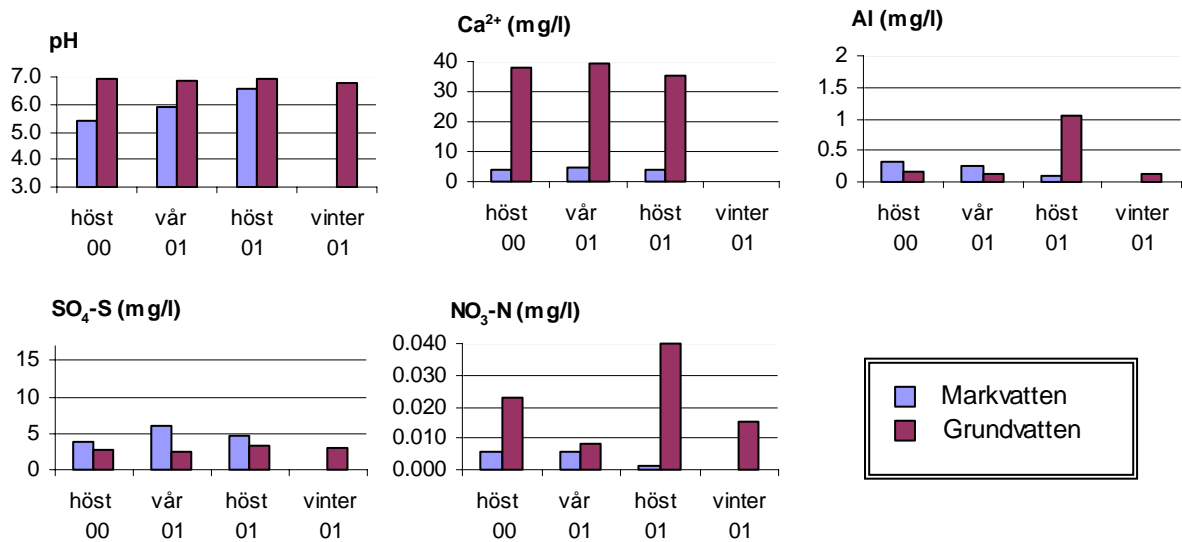 pH
7.0
6.0
5.0
4.0
3.0
höst vår höst vinter
00 01 01 01
Ca²⁺ (mg/l)
40
30
20
10
0
höst vår höst vinter
00 01 01 01
Al (mg/l)
2
1.5
1
0.5
0
höst vår höst vinter
00 01 01 01
SO₄-S (mg/l)
15
10
5
0
höst vår höst vinter
00 01 01 01
NO₃-N (mg/l)
0.040
0.030
0.020
0.010
0.000
höst vår höst vinter
00 01 01 01
Markvatten
Grundvatten